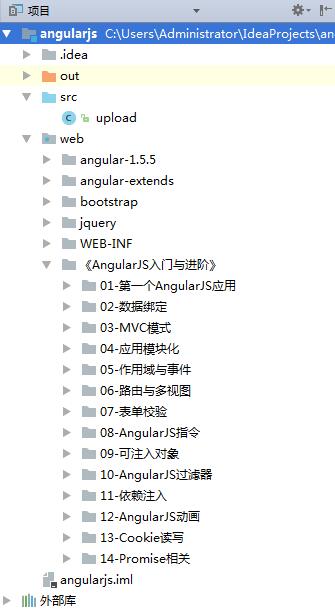 项目
angularjs C:\Users\Administrator\IdeaProjects\an
.idea
out
src
upload
web
angular-1.5.5
angular-extends
bootstrap
jquery
WEB-INF
《AngularJS入门与进阶》
01-第一个AngularJS应用
02-数据绑定
03-MVC模式
04-应用模块化
05-作用域与事件
06-路由与多视图
07-表单校验
08-AngularJS指令
09-可注入对象
10-AngularJS过滤器
11-依赖注入
12-AngularJS动画
13-Cookie读写
14-Promise相关
angularjs.iml
外部库